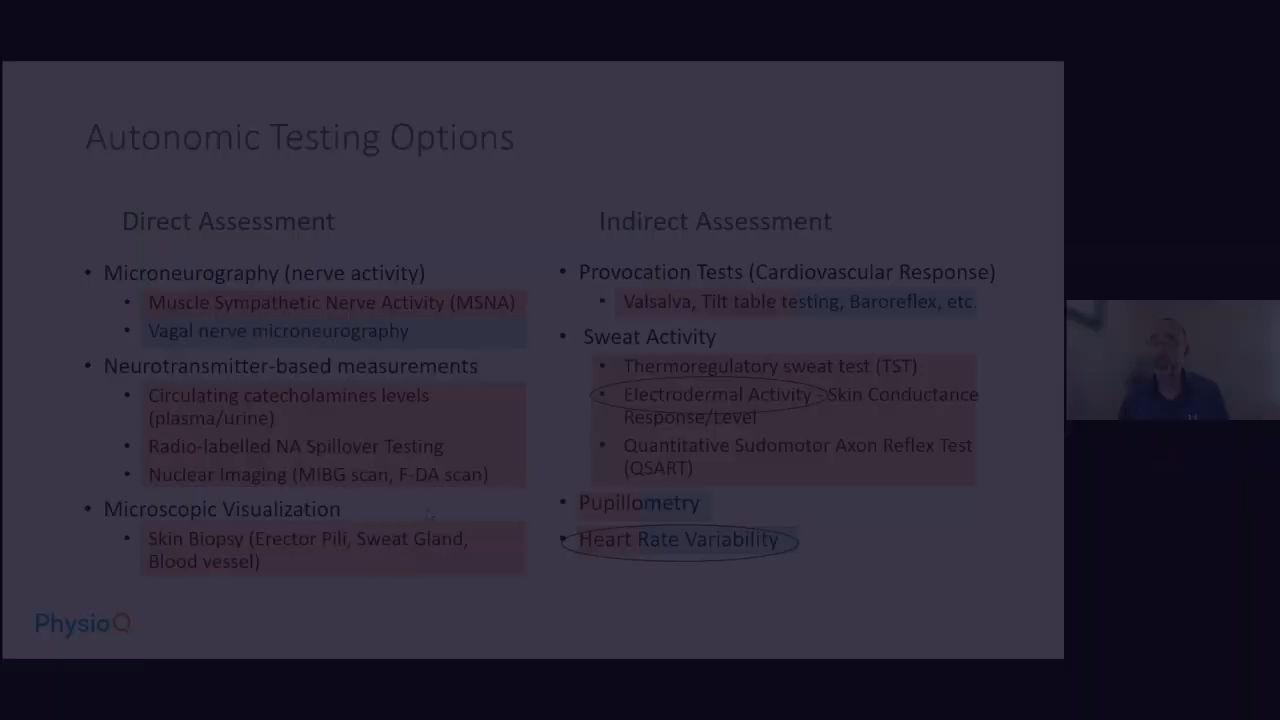 Autonomic Testing Options
Direct Assessment
• Microneurography (nerve activity)
• Muscle Sympathetic Nerve Activity (MSNA)
• Vagal nerve microneurography
• Neurotransmitter-based measurements
• Circulating catecholamines levels
(plasma/urine)
• Radio-labelled NA Spillover Testing
• Nuclear Imaging (MIBG scan, F-DA scan)
• Microscopic Visualization
• Skin Biopsy (Erector Pili, Sweat Gland,
Blood vessel)
Indirect Assessment
• Provocation Tests (Cardiovascular Response)
• Valsalva, Tilt table testing, Baroreflex, etc.
• Sweat Activity
• Thermoregulatory sweat test (TST)
• Electrodermal Activity - Skin Conductance
Response/Level
• Quantitative Sudomotor Axon Reflex Test
(QSART)
• Pupillometry
• Heart Rate Variability
PhysioQ